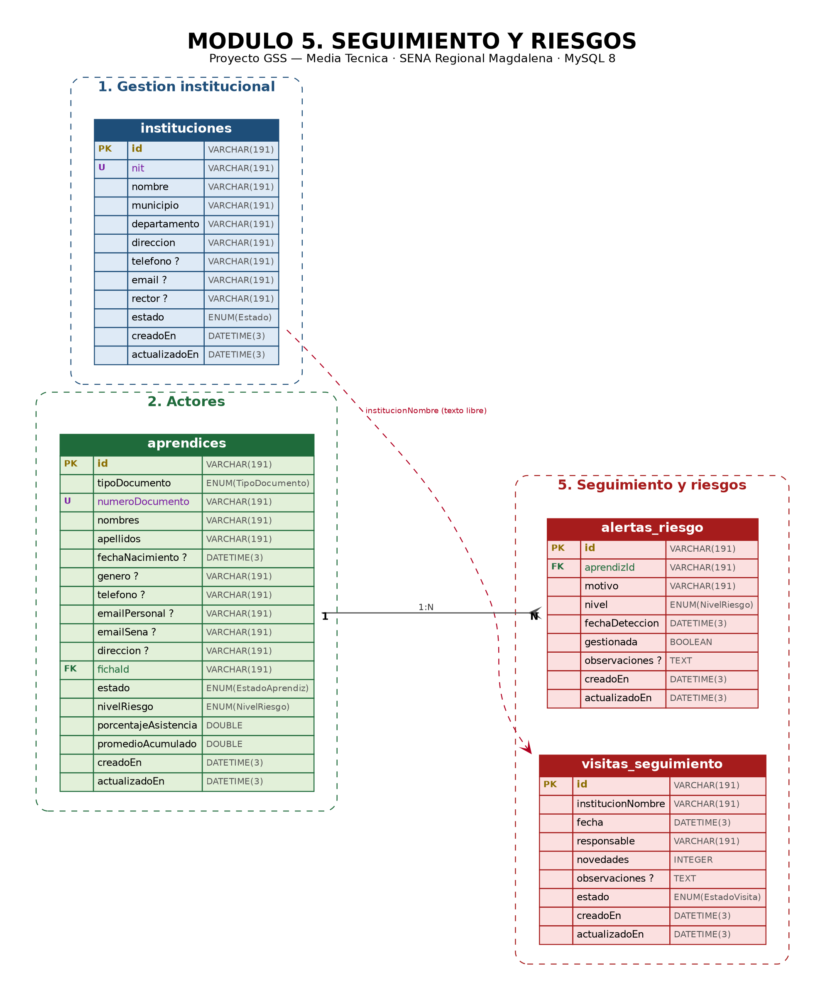 MODULO 5. SEGUIMIENTO Y RIESGOS
Proyecto GSS — Media Tecnica · SENA Regional Magdalena · MySQL 8
1. Gestion institucional
instituciones
PK id VARCHAR(191)
U nit VARCHAR(191)
nombre VARCHAR(191)
municipio VARCHAR(191)
departamento VARCHAR(191)
direccion VARCHAR(191)
telefono ? VARCHAR(191)
email ? VARCHAR(191)
rector ? VARCHAR(191)
estado ENUM(Estado)
creadoEn DATETIME(3)
actualizadoEn DATETIME(3)
institucionNombre (texto libre)
2. Actores
aprendices
PK id VARCHAR(191)
tipoDocumento ENUM(TipoDocumento)
U numeroDocumento VARCHAR(191)
nombres VARCHAR(191)
apellidos VARCHAR(191)
fechaNacimiento ? DATETIME(3)
genero ? VARCHAR(191)
telefono ? VARCHAR(191)
emailPersonal ? VARCHAR(191)
emailSena ? VARCHAR(191)
direccion ? VARCHAR(191)
FK fichaId VARCHAR(191)
estado ENUM(EstadoAprendiz)
nivelRiesgo ENUM(NivelRiesgo)
porcentajeAsistencia DOUBLE
promedioAcumulado DOUBLE
creadoEn DATETIME(3)
actualizadoEn DATETIME(3)
1:N
1 N
5. Seguimiento y riesgos
alertas_riesgo
PK id VARCHAR(191)
FK aprendizId VARCHAR(191)
motivo VARCHAR(191)
nivel ENUM(NivelRiesgo)
fechaDeteccion DATETIME(3)
gestionada BOOLEAN
observaciones ? TEXT
creadoEn DATETIME(3)
actualizadoEn DATETIME(3)
visitas_seguimiento
PK id VARCHAR(191)
institucionNombre VARCHAR(191)
fecha DATETIME(3)
responsable VARCHAR(191)
novedades INTEGER
observaciones ? TEXT
estado ENUM(EstadoVisita)
creadoEn DATETIME(3)
actualizadoEn DATETIME(3)